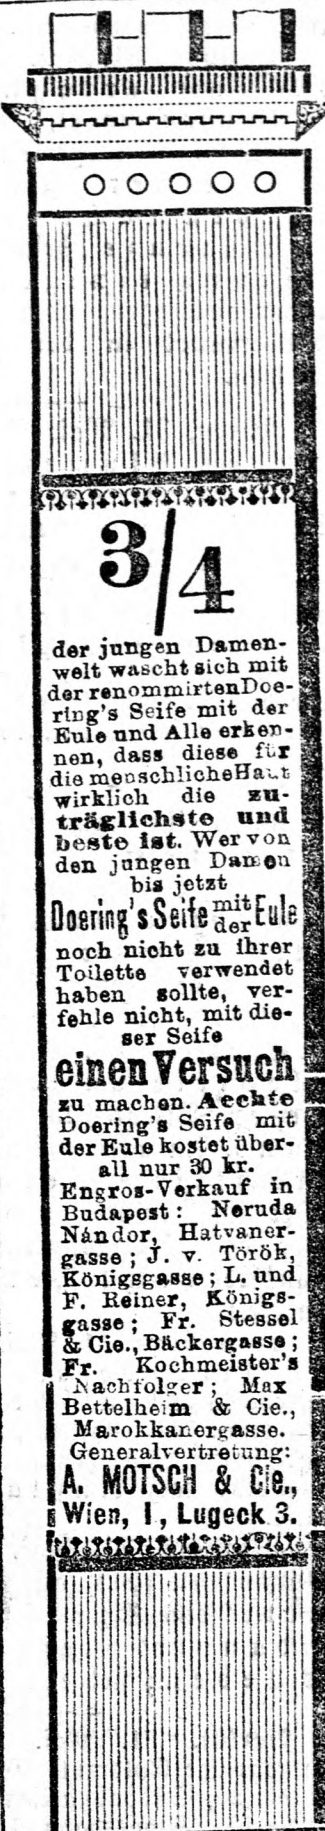 3/4
der jungen Damen-
welt wascht sich mit
der renommirten Doe-
ring's Seife mit der
Eule und Alle erken-
nen, dass diese für
die menschliche Haut
wirklich die zu-
träglichste und
beste ist. Wer von
den jungen Damen
bis jetzt
Doering's Seife mit der Eule
noch nicht zu ihrer
Toilette verwendet
haben sollte, ver-
fehle nicht, mit die-
ser Seife
einen Versuch
zu machen. Aechte
Doering's Seife mit
der Eule kostet über-
all nur 30 kr.
Engros-Verkauf in
Budapest: Neruda
Nándor, Hatvaner-
gasse; J. v. Török,
Königsgasse; L. und
F. Reiner, Königs-
gasse; Fr. Stessel
& Cie., Bäckergasse;
Fr. Kochmeister's
Nachfolger; Max
Bettelheim & Cie.,
Marokkanergasse.
Generalvertretung:
A. MOTSCH & Cie.,
Wien, I, Lugeck 3.